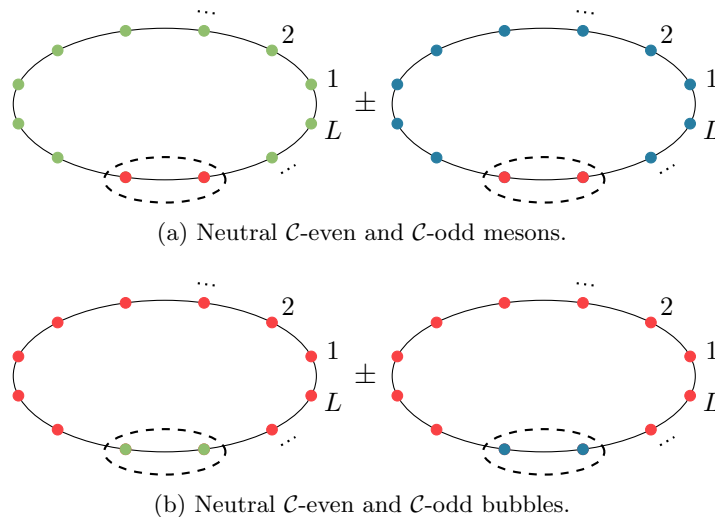 ... ...
2 2
1 1
±
L L
... ...
(a) Neutral 𝒞-even and 𝒞-odd mesons.
... ...
2 2
1 1
±
L L
... ...
(b) Neutral 𝒞-even and 𝒞-odd bubbles.